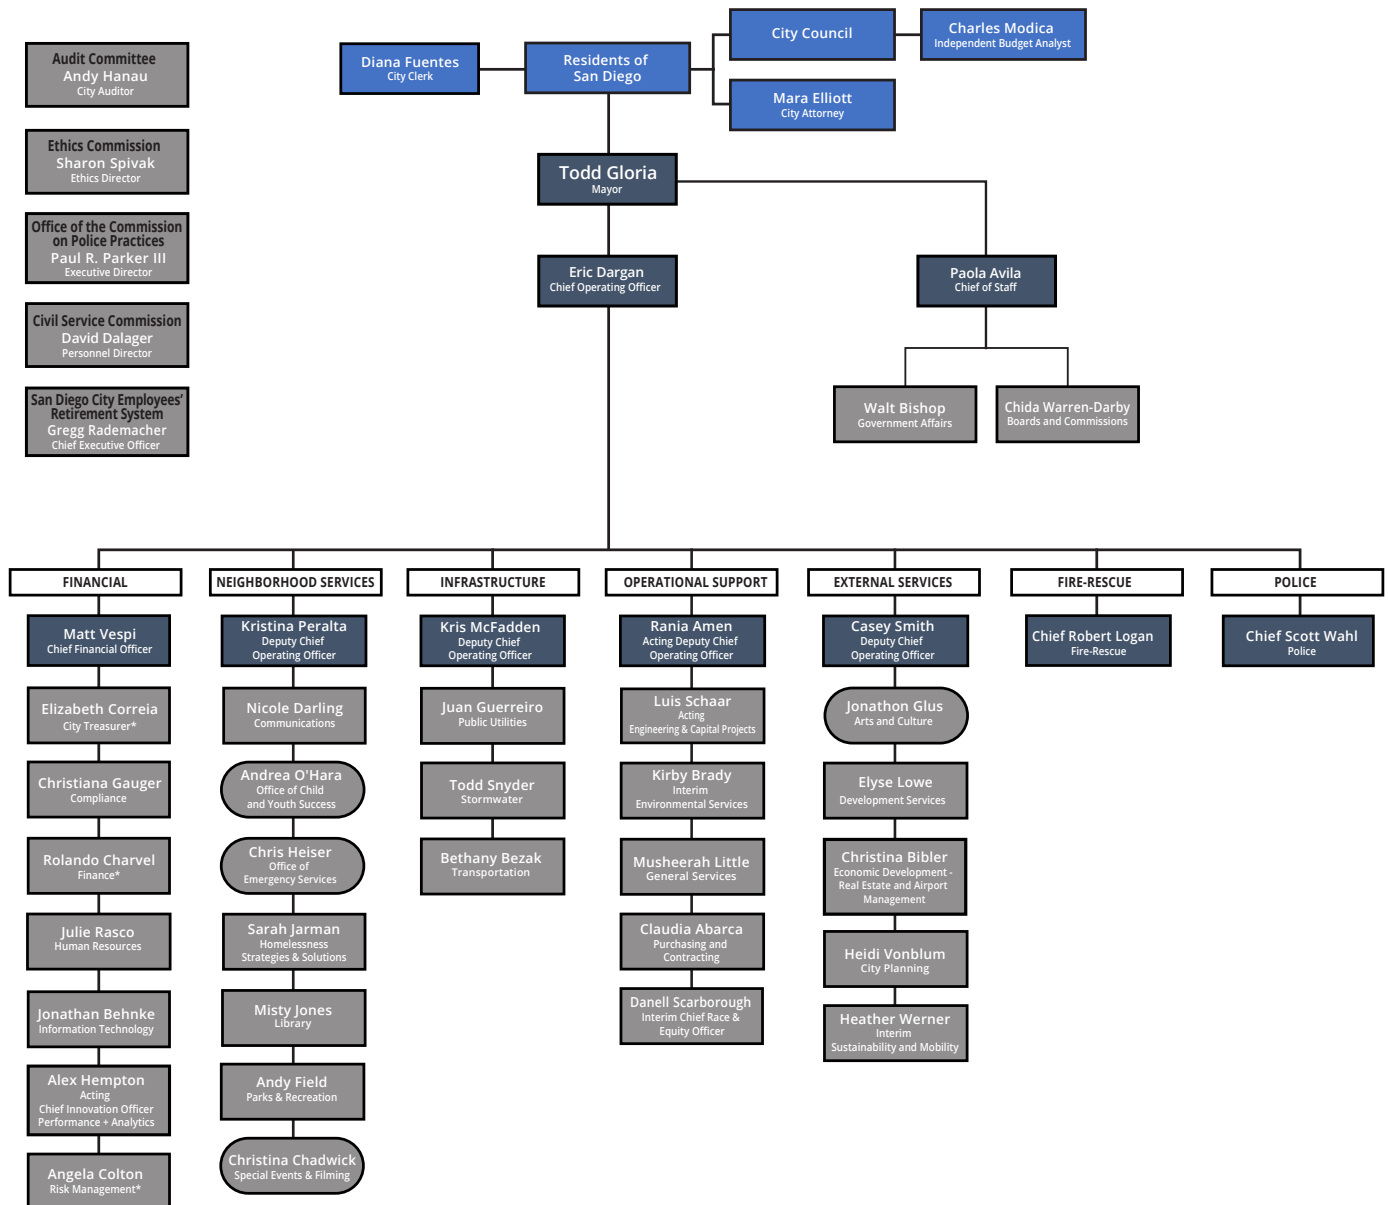 Audit Committee
Andy Hanau
City Auditor
Ethics Commission
Sharon Spivak
Ethics Director
Office of the Commission
on Police Practices
Paul R. Parker III
Executive Director
Civil Service Commission
David Dalager
Personnel Director
San Diego City Employees’
Retirement System
Gregg Rademacher
Chief Executive Officer
Diana Fuentes
City Clerk
Residents of
San Diego
City Council
Charles Modica
Independent Budget Analyst
Mara Elliott
City Attorney
Todd Gloria
Mayor
Eric Dargan
Chief Operating Officer
Paola Avila
Chief of Staff
Walt Bishop
Government Affairs
Chida Warren-Darby
Boards and Commissions
FINANCIAL
Matt Vespi
Chief Financial Officer
Elizabeth Correia
City Treasurer*
Christiana Gauger
Compliance
Rolando Charvel
Finance*
Julie Rasco
Human Resources
Jonathan Behnke
Information Technology
Alex Hempton
Acting
Chief Innovation Officer
Performance + Analytics
Angela Colton
Risk Management*
NEIGHBORHOOD SERVICES
Kristina Peralta
Deputy Chief
Operating Officer
Nicole Darling
Communications
Andrea O'Hara
Office of Child
and Youth Success
Chris Heiser
Office of
Emergency Services
Sarah Jarman
Homelessness
Strategies & Solutions
Misty Jones
Library
Andy Field
Parks & Recreation
Christina Chadwick
Special Events & Filming
INFRASTRUCTURE
Kris McFadden
Deputy Chief
Operating Officer
Juan Guerreiro
Public Utilities
Todd Snyder
Stormwater
Bethany Bezak
Transportation
OPERATIONAL SUPPORT
Rania Amen
Acting Deputy Chief
Operating Officer
Luis Schaar
Acting
Engineering & Capital Projects
Kirby Brady
Interim
Environmental Services
Musheerah Little
General Services
Claudia Abarca
Purchasing and
Contracting
Danell Scarborough
Interim Chief Race &
Equity Officer
EXTERNAL SERVICES
Casey Smith
Deputy Chief
Operating Officer
Jonathon Glus
Arts and Culture
Elyse Lowe
Development Services
Christina Bibler
Economic Development -
Real Estate and Airport
Management
Heidi Vonblum
City Planning
Heather Werner
Interim
Sustainability and Mobility
FIRE-RESCUE
Chief Robert Logan
Fire-Rescue
POLICE
Chief Scott Wahl
Police